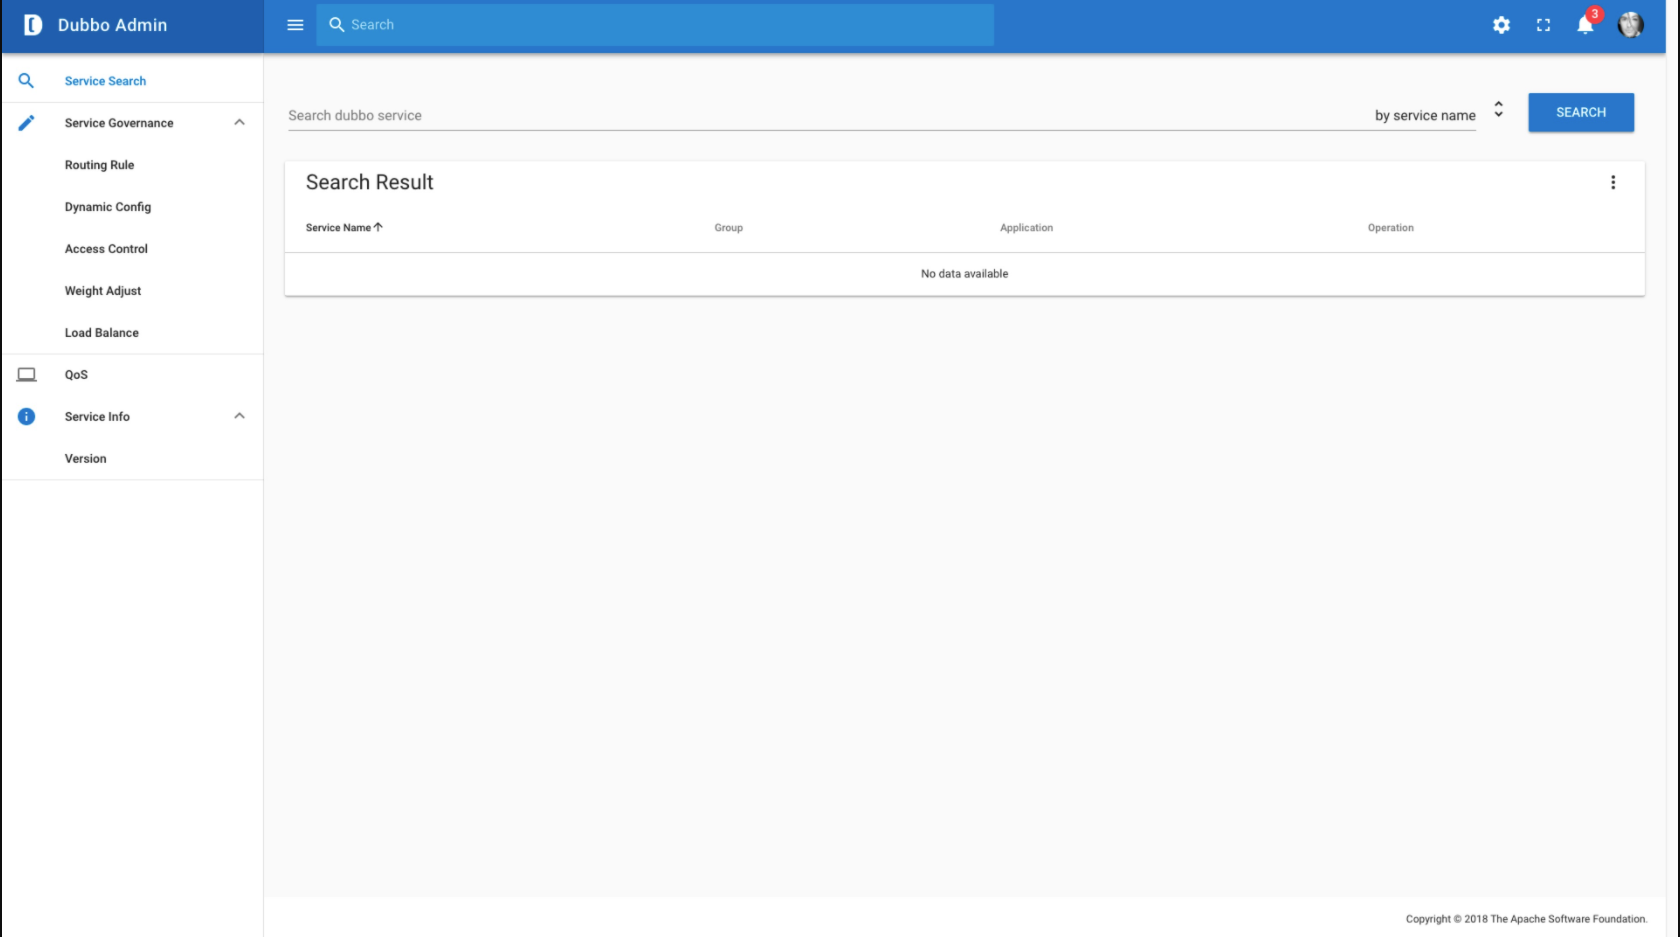 Dubbo Admin
Search
3
Service Search
Service Governance
Routing Rule
Dynamic Config
Access Control
Weight Adjust
Load Balance
QoS
Service Info
Version
Search dubbo service
by service name
SEARCH
Search Result
Service Name Group Application Operation
No data available
Copyright © 2018 The Apache Software Foundation.